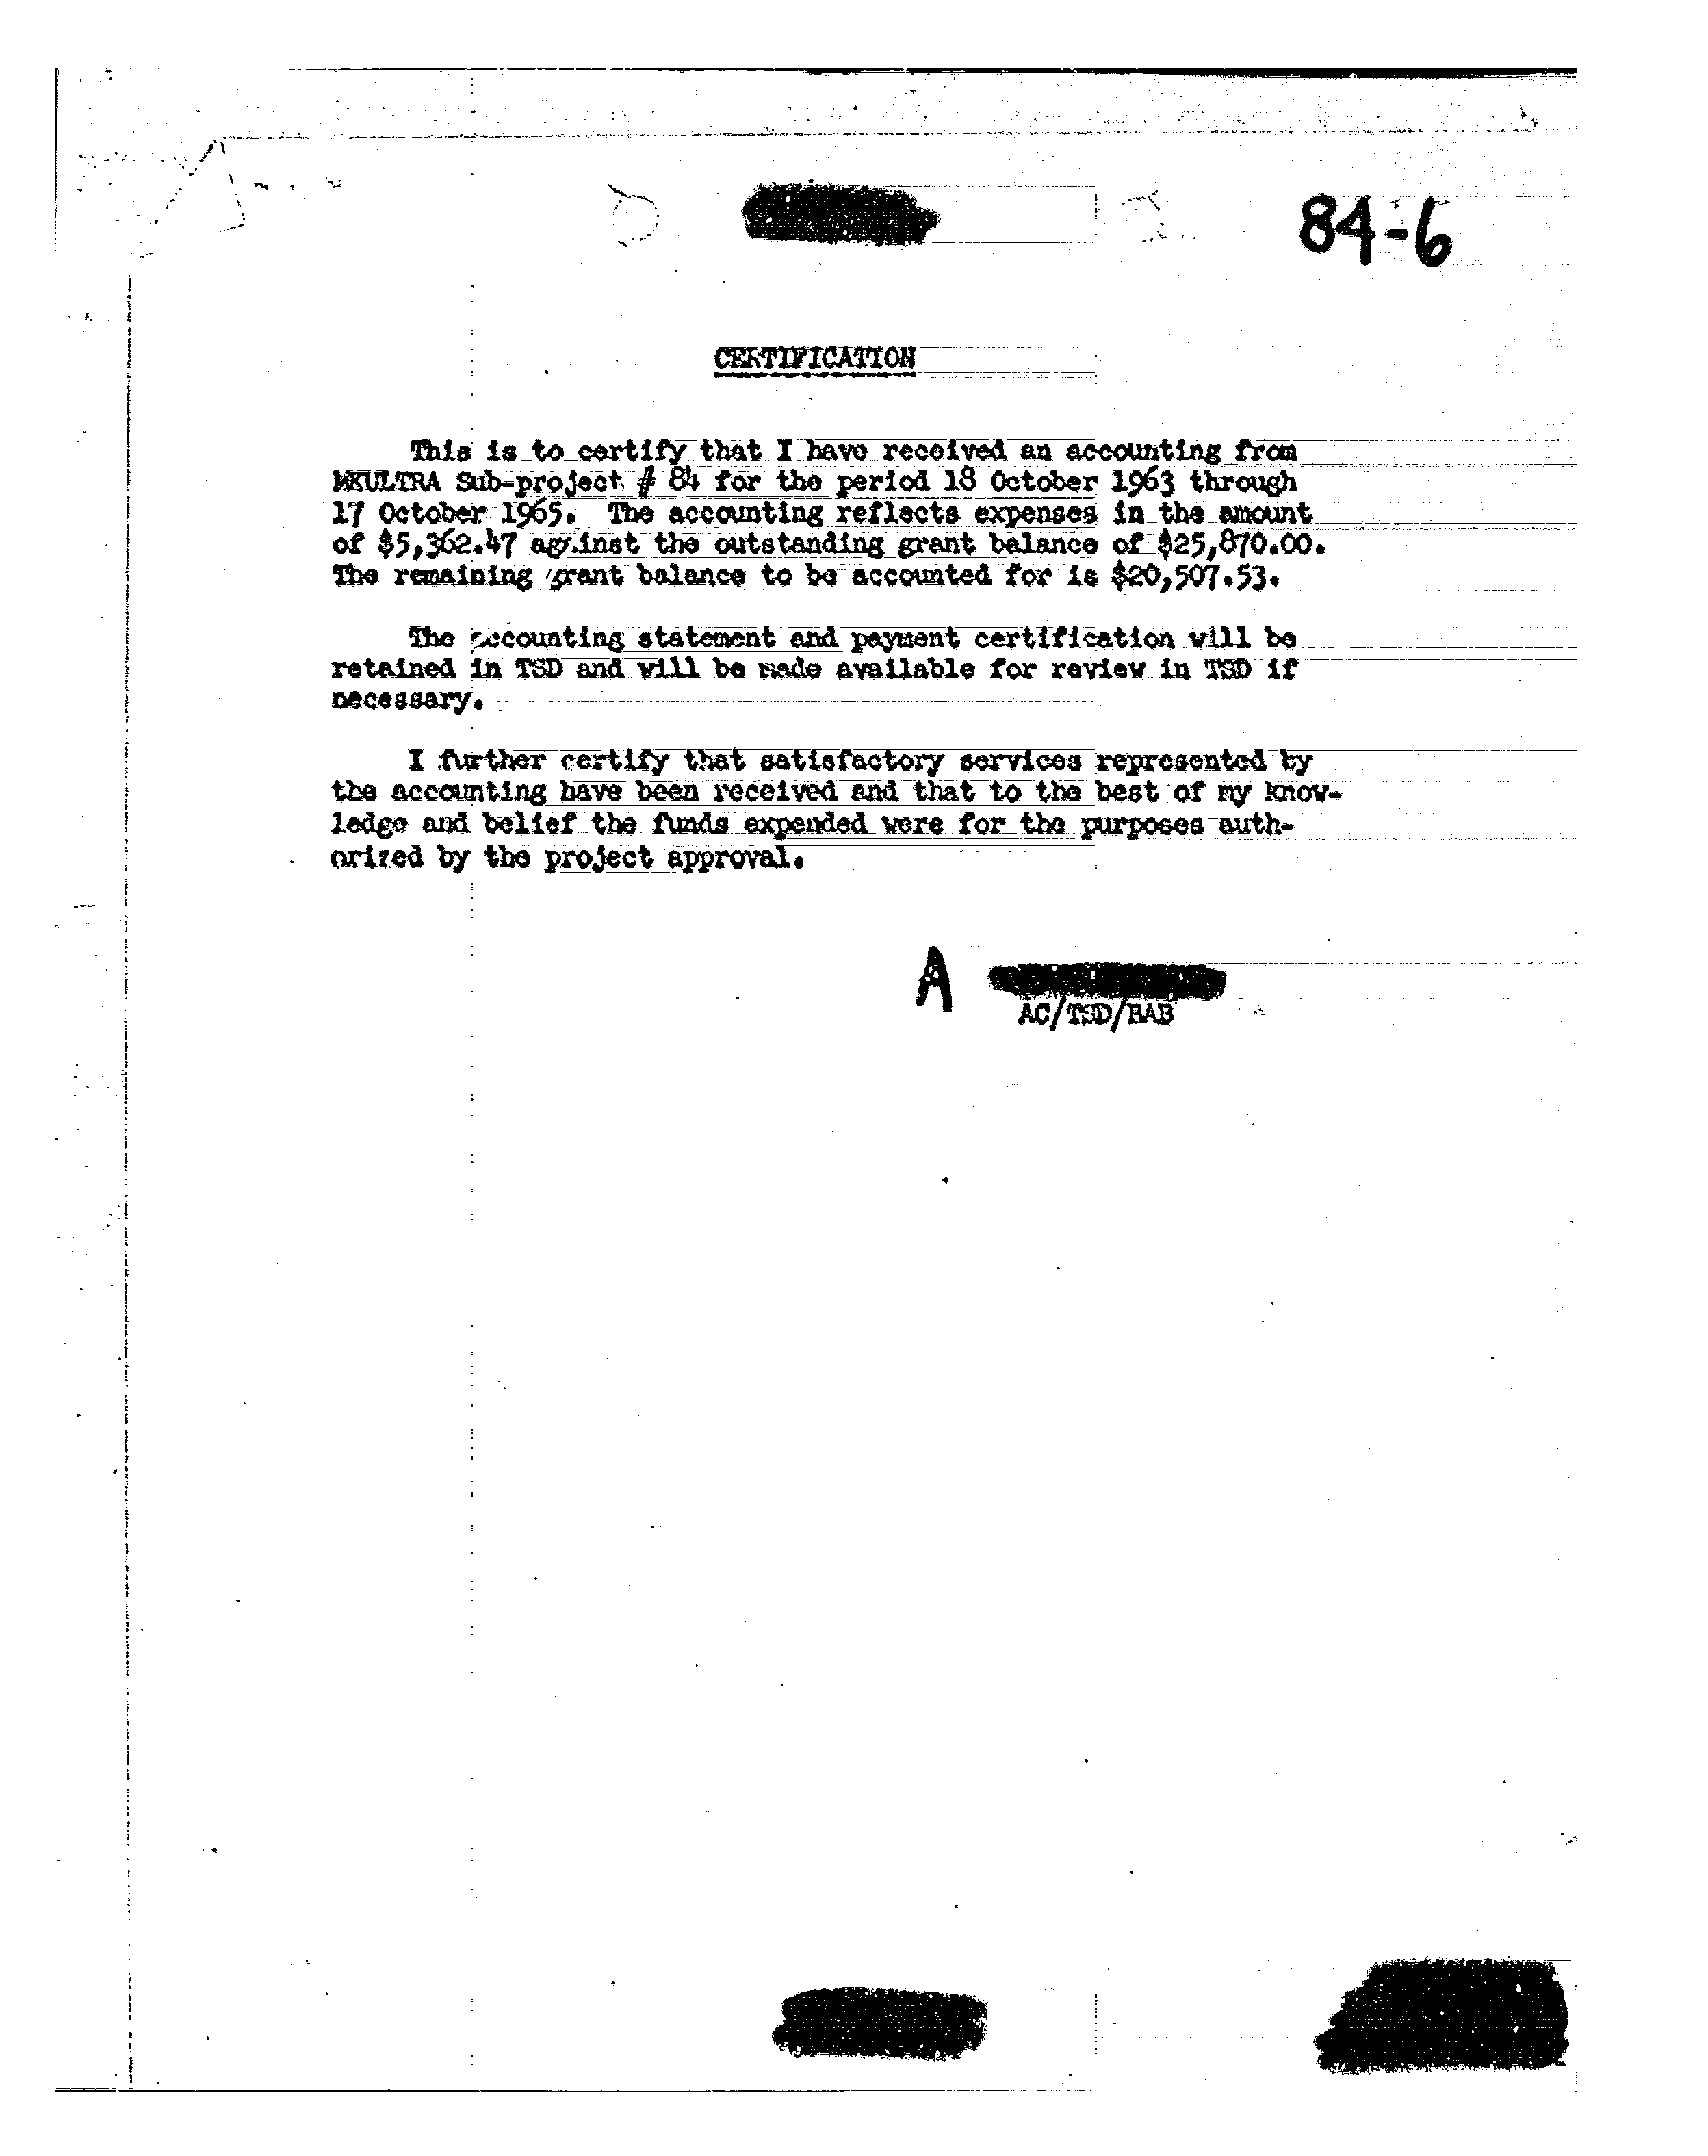 84-6
CERTIFICATION
This is to certify that I have received an accounting from
MKULTRA Sub-project # 84 for the period 18 October 1963 through
17 October 1965. The accounting reflects expenses in the amount
of $5,362.47 against the outstanding grant balance of $25,870.00.
The remaining grant balance to be accounted for is $20,507.53.
The accounting statement and payment certification will be
retained in TSD and will be made available for review in TSD if
necessary.
I further certify that satisfactory services represented by
the accounting have been received and that to the best of my know-
ledge and belief the funds expended were for the purposes auth-
orized by the project approval.
A
AC/TSD/BAB